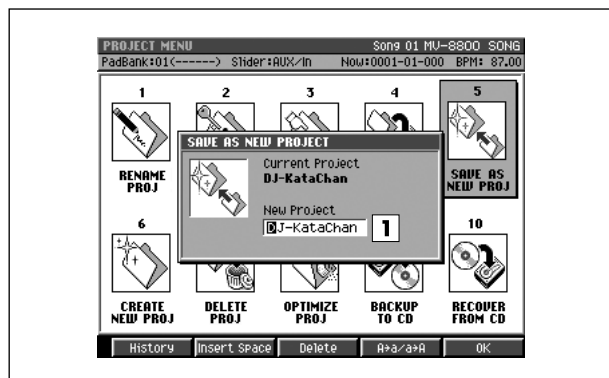 PROJECT MENU Song 01 MV-8800 SONG
PadBank:01(------) Slider:AUX/In Now:0001-01-000 BPM: 87.00
1 2 3 4 5
SAVE AS NEW PROJECT
Current Project
DJ-KataChan
New Project
DJ-KataChan 1
RENAME
PROJ
SAVE AS
NEW PROJ
6 10
CREATE
NEW PROJ
DELETE
PROJ
OPTIMIZE
PROJ
BACKUP
TO CD
RECOVER
FROM CD
History Insert Space Delete A→a/a→A OK